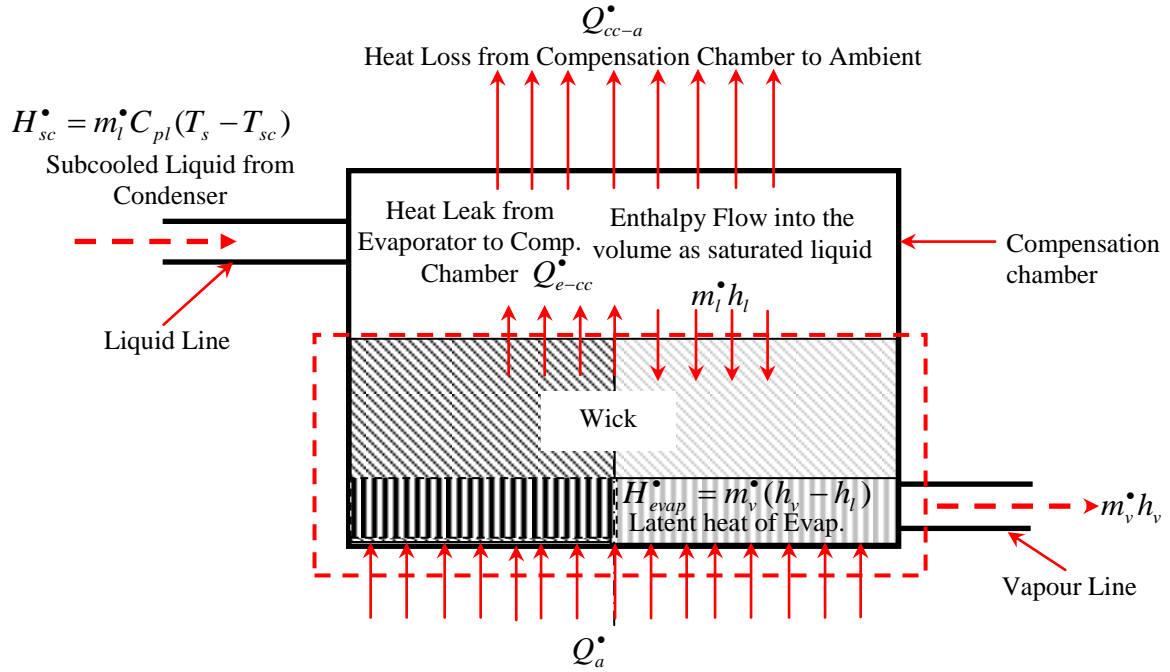 Q•cc−a
Heat Loss from Compensation Chamber to Ambient
H•sc = m•l Cpl (Ts − Tsc)
Subcooled Liquid from
Condenser
Heat Leak from
Evaporator to Comp.
Chamber Q•e−cc
Enthalpy Flow into the
volume as saturated liquid
m•l hl
Compensation
chamber
Liquid Line
Wick
H•evap = m•v (hv − hl)
Latent heat of Evap.
m•v hv
Vapour Line
Q•a